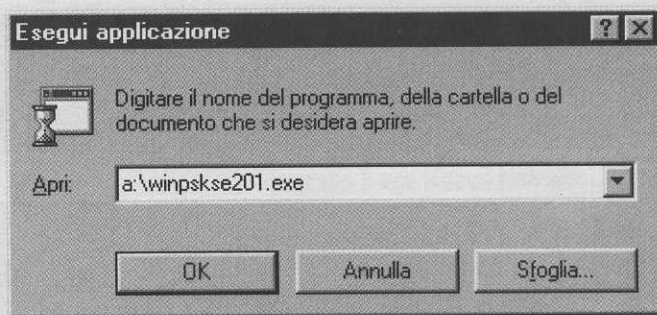 Esegui applicazione
Digitare il nome del programma, della cartella o del
documento che si desidera aprire.
Apri: a:\winpskse201.exe
OK Annulla Sfoglia...